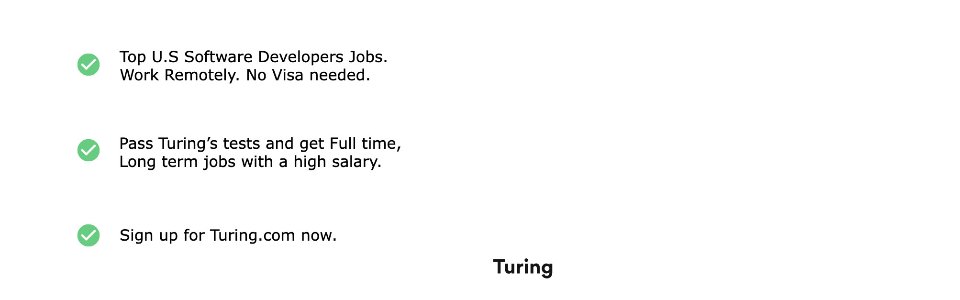 Top U.S Software Developers Jobs.
Work Remotely. No Visa needed.
Pass Turing’s tests and get Full time,
Long term jobs with a high salary.
Sign up for Turing.com now.
Turing